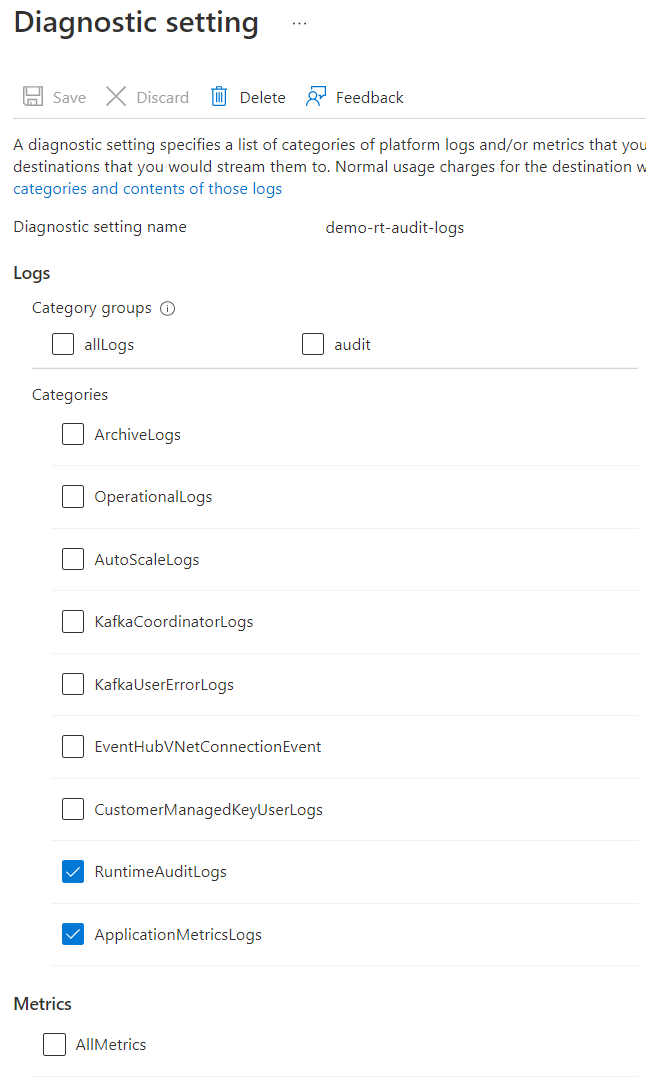 Diagnostic setting ...
Save Discard Delete Feedback
A diagnostic setting specifies a list of categories of platform logs and/or metrics that you
destinations that you would stream them to. Normal usage charges for the destination w
categories and contents of those logs
Diagnostic setting name demo-rt-audit-logs
Logs
Category groups
allLogs audit
Categories
ArchiveLogs
OperationalLogs
AutoScaleLogs
KafkaCoordinatorLogs
KafkaUserErrorLogs
EventHubVNetConnectionEvent
CustomerManagedKeyUserLogs
RuntimeAuditLogs
ApplicationMetricsLogs
Metrics
AllMetrics